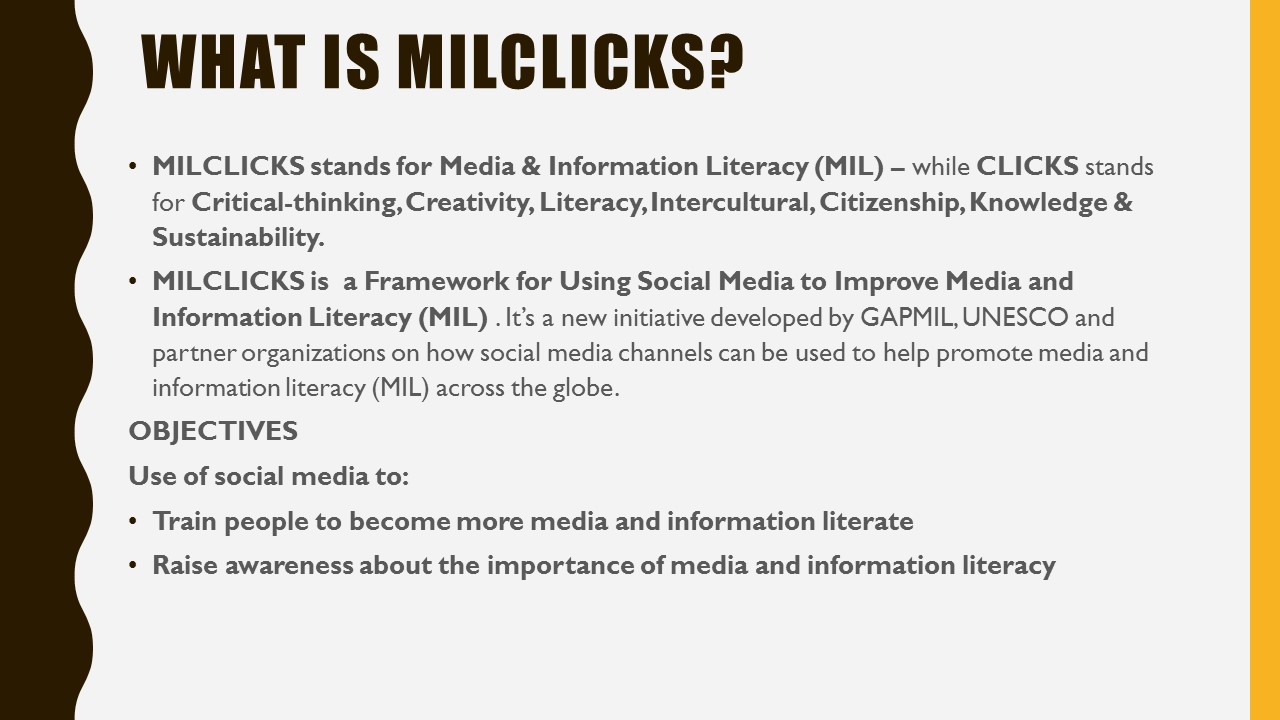 WHAT IS MILCLICKS?
• MILCLICKS stands for Media & Information Literacy (MIL) – while CLICKS stands
for Critical-thinking, Creativity, Literacy, Intercultural, Citizenship, Knowledge &
Sustainability.
• MILCLICKS is  a Framework for Using Social Media to Improve Media and
Information Literacy (MIL) . It’s a new initiative developed by GAPMIL, UNESCO and
partner organizations on how social media channels can be used to help promote media and
information literacy (MIL) across the globe.
OBJECTIVES
Use of social media to:
• Train people to become more media and information literate
• Raise awareness about the importance of media and information literacy